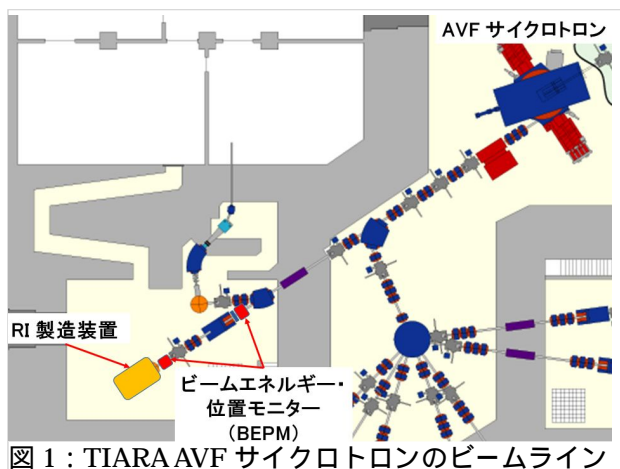 AVF サイクロトロン
RI 製造装置
ビームエネルギー・
位置モニター
(BEPM)
図 1：TIARA AVF サイクロトロンのビームライン